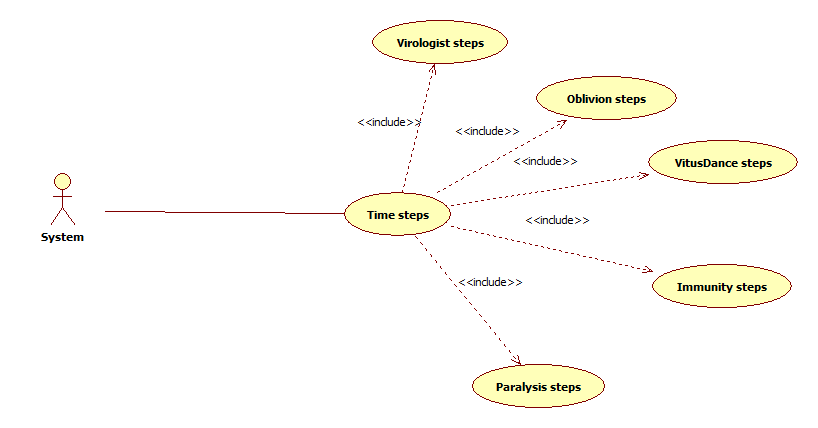 Virologist steps
Oblivion steps
<<include>>
<<include>>
<<include>>
VitusDance steps
Time steps
<<include>>
System
<<include>>
Immunity steps
Paralysis steps